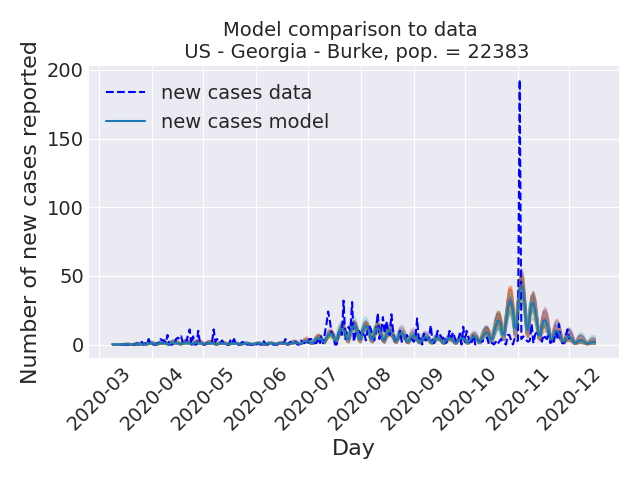 Model comparison to data
US - Georgia - Burke, pop. = 22383
new cases data
new cases model
Number of new cases reported
200
150
100
50
0
2020-03
2020-04
2020-05
2020-06
2020-07
2020-08
2020-09
2020-10
2020-11
2020-12
Day